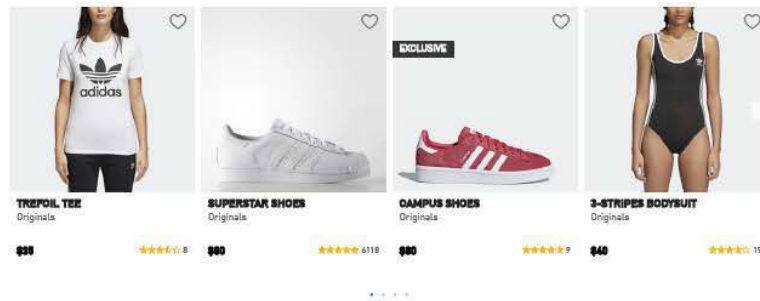 adidas
EXCLUSIVE
TREFOIL TEE
Originals
8
SUPERSTAR SHOES
Originals
$80
6118
CAMPUS SHOES
Originals
$80
9
3-STRIPES BODYSUIT
Originals
$40